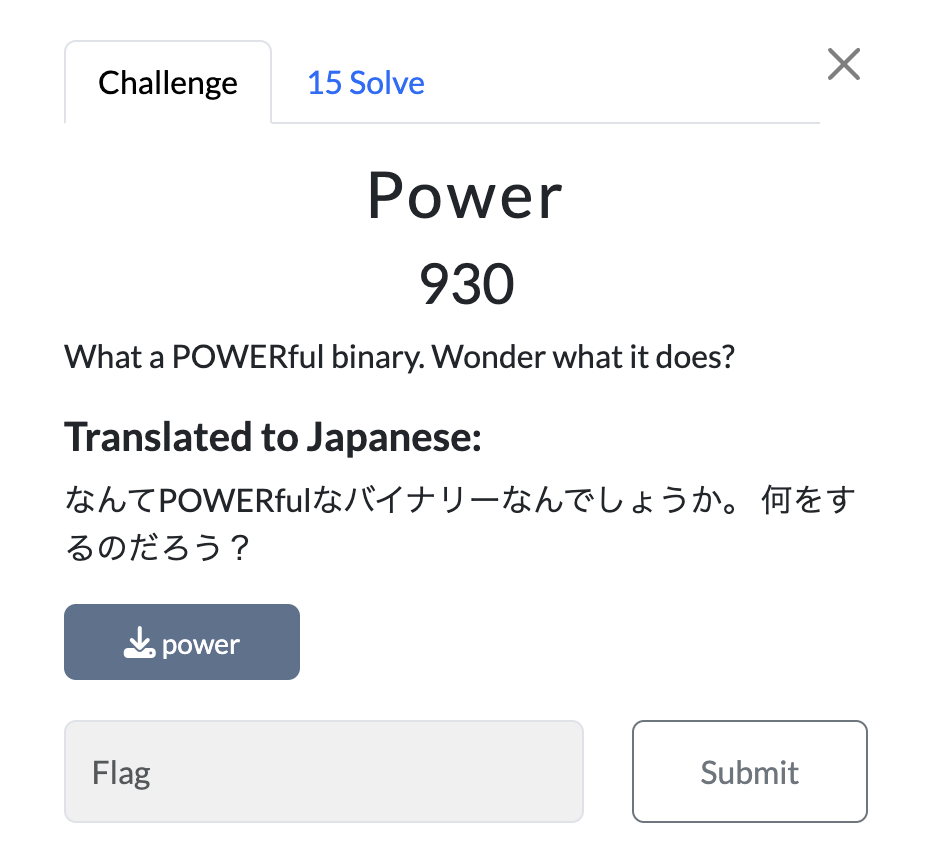 Challenge
15 Solve
Power
930
What a POWERful binary. Wonder what it does?
Translated to Japanese:
なんてPOWERfulなバイナリーなんでしょうか。 何をす
るのだろう？
power
Flag
Submit